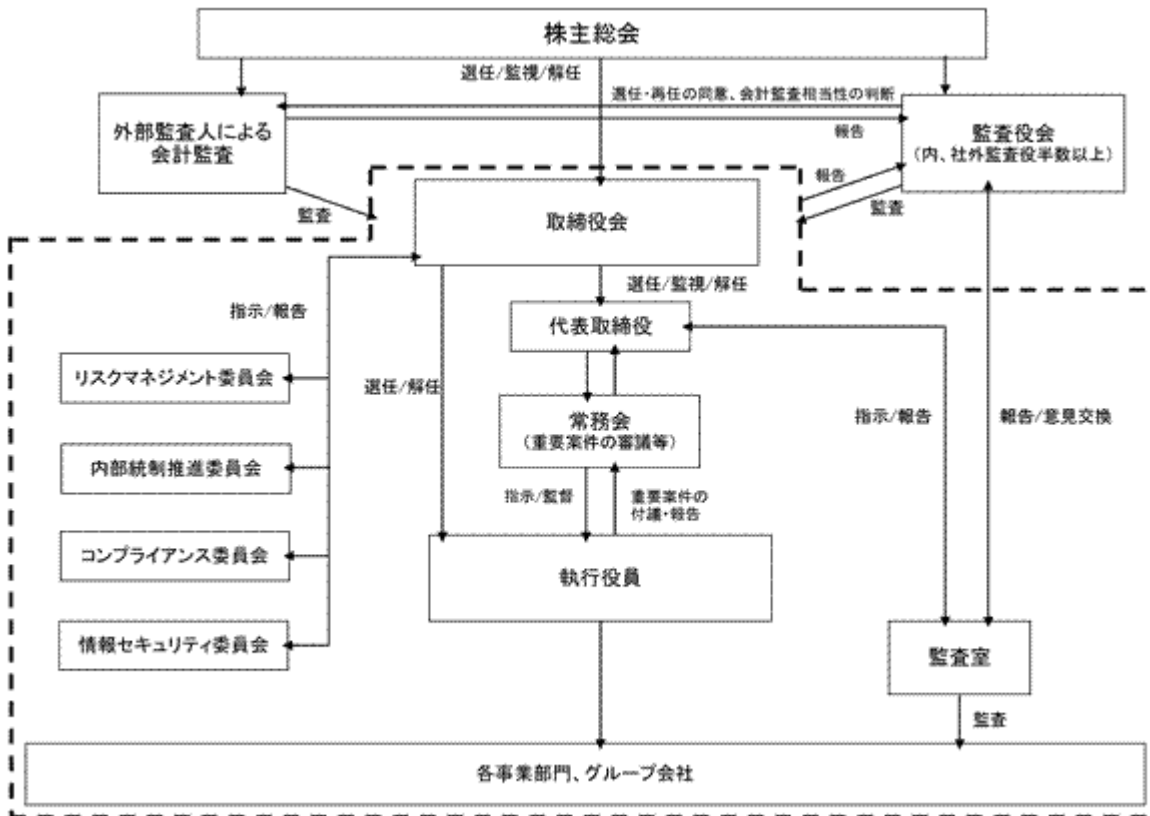 株主総会
選任/監視/解任
選任・再任の同意、会計監査相当性の判断
外部監査人による
会計監査
報告
監査役会
(内、社外監査役半数以上)
報告
監査
監査
取締役会
選任/監視/解任
指示/報告
代表取締役
リスクマネジメント委員会
選任/解任
常務会
(重要案件の審議等)
指示/報告
報告/意見交換
内部統制推進委員会
指示/監督
重要案件の
付議・報告
コンプライアンス委員会
執行役員
情報セキュリティ委員会
監査室
監査
各事業部門、グループ会社